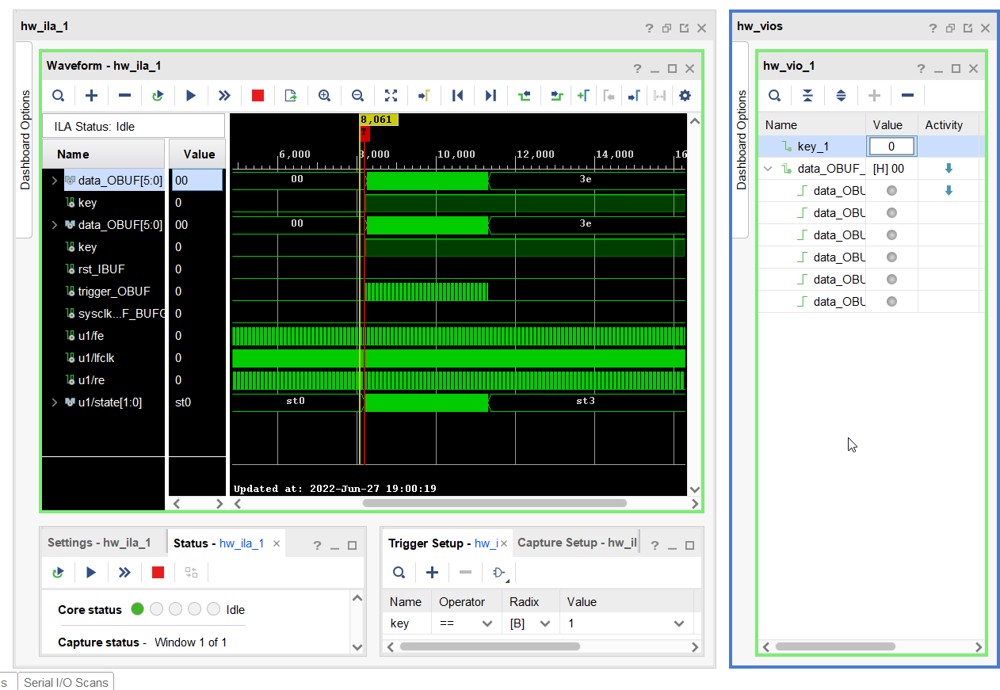 hw_ila_1
hw_vios
Dashboard Options
Waveform - hw_ila_1
ILA Status: Idle
Name
Value
8,061
T
6,000
8,000
10,000
12,000
14,000
16
data_OBUF[5:0]
00
00
3e
key
0
data_OBUF[5:0]
00
00
3e
key
0
rst_IBUF
0
trigger_OBUF
0
sysclk...F_BUFG
0
u1/fe
0
u1/lfclk
0
u1/re
0
u1/state[1:0]
st0
st0
st3
Updated at: 2022-Jun-27 19:00:19
Settings - hw_ila_1
Status - hw_ila_1
Core status
Idle
Capture status - Window 1 of 1
Trigger Setup - hw_i
Capture Setup - hw_il
Name
Operator
Radix
Value
key
==
[B]
1
Dashboard Options
hw_vio_1
Name
Value
Activity
key_1
0
data_OBUF_
[H] 00
data_OBU
data_OBU
data_OBU
data_OBU
data_OBU
data_OBU
s
Serial I/O Scans